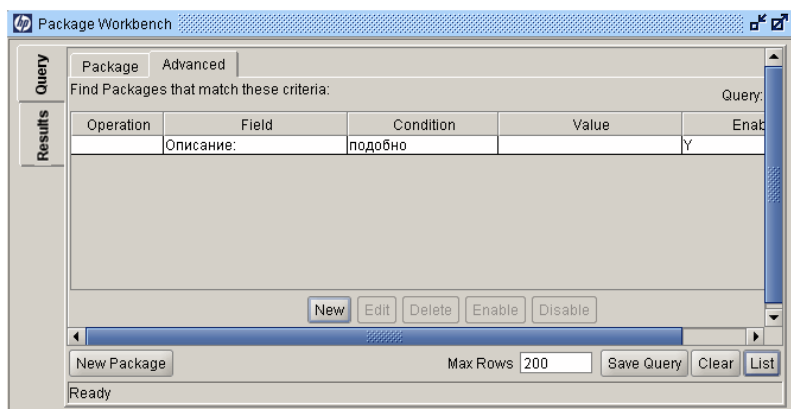 hp Package Workbench
Query
Results
Package Advanced
Find Packages that match these criteria:
Query:
Operation Field Condition Value Enab
Описание: подобно Y
New Edit Delete Enable Disable
New Package Max Rows 200 Save Query Clear List
Ready